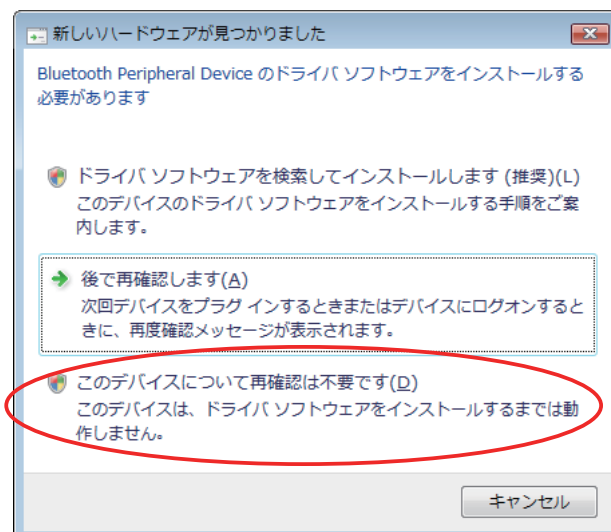 新しいハードウェアが見つかりました
Bluetooth Peripheral Device のドライバ ソフトウェアをインストールする
必要があります
ドライバ ソフトウェアを検索してインストールします (推奨)(L)
このデバイスのドライバ ソフトウェアをインストールする手順をご案
内します。
後で再確認します(A)
次回デバイスをプラグ インするときまたはデバイスにログオンすると
きに、再度確認メッセージが表示されます。
このデバイスについて再確認は不要です(D)
このデバイスは、ドライバ ソフトウェアをインストールするまでは動
作しません。
キャンセル